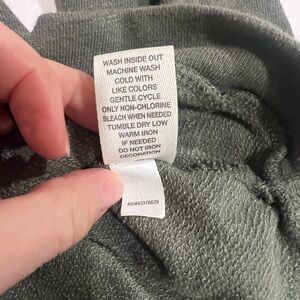 WASH INSIDE OUT
MACHINE WASH
COLD WITH
LIKE COLORS
GENTLE CYCLE
ONLY NON-CHLORINE
BLEACH WHEN NEEDED
TUMBLE DRY LOW
WARM IRON
IF NEEDED
DO NOT IRON
DECORATION
400843376629